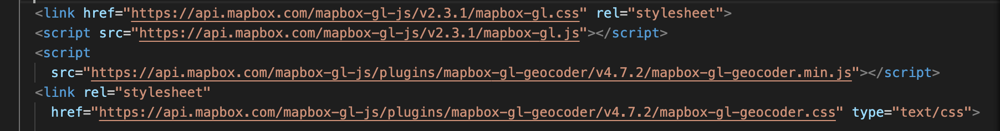 <link href="https://api.mapbox.com/mapbox-gl-js/v2.3.1/mapbox-gl.css" rel="stylesheet">
<script src="https://api.mapbox.com/mapbox-gl-js/v2.3.1/mapbox-gl.js"></script>
<script
src="https://api.mapbox.com/mapbox-gl-js/plugins/mapbox-gl-geocoder/v4.7.2/mapbox-gl-geocoder.min.js"></script>
<link rel="stylesheet"
href="https://api.mapbox.com/mapbox-gl-js/plugins/mapbox-gl-geocoder/v4.7.2/mapbox-gl-geocoder.css" type="text/css">